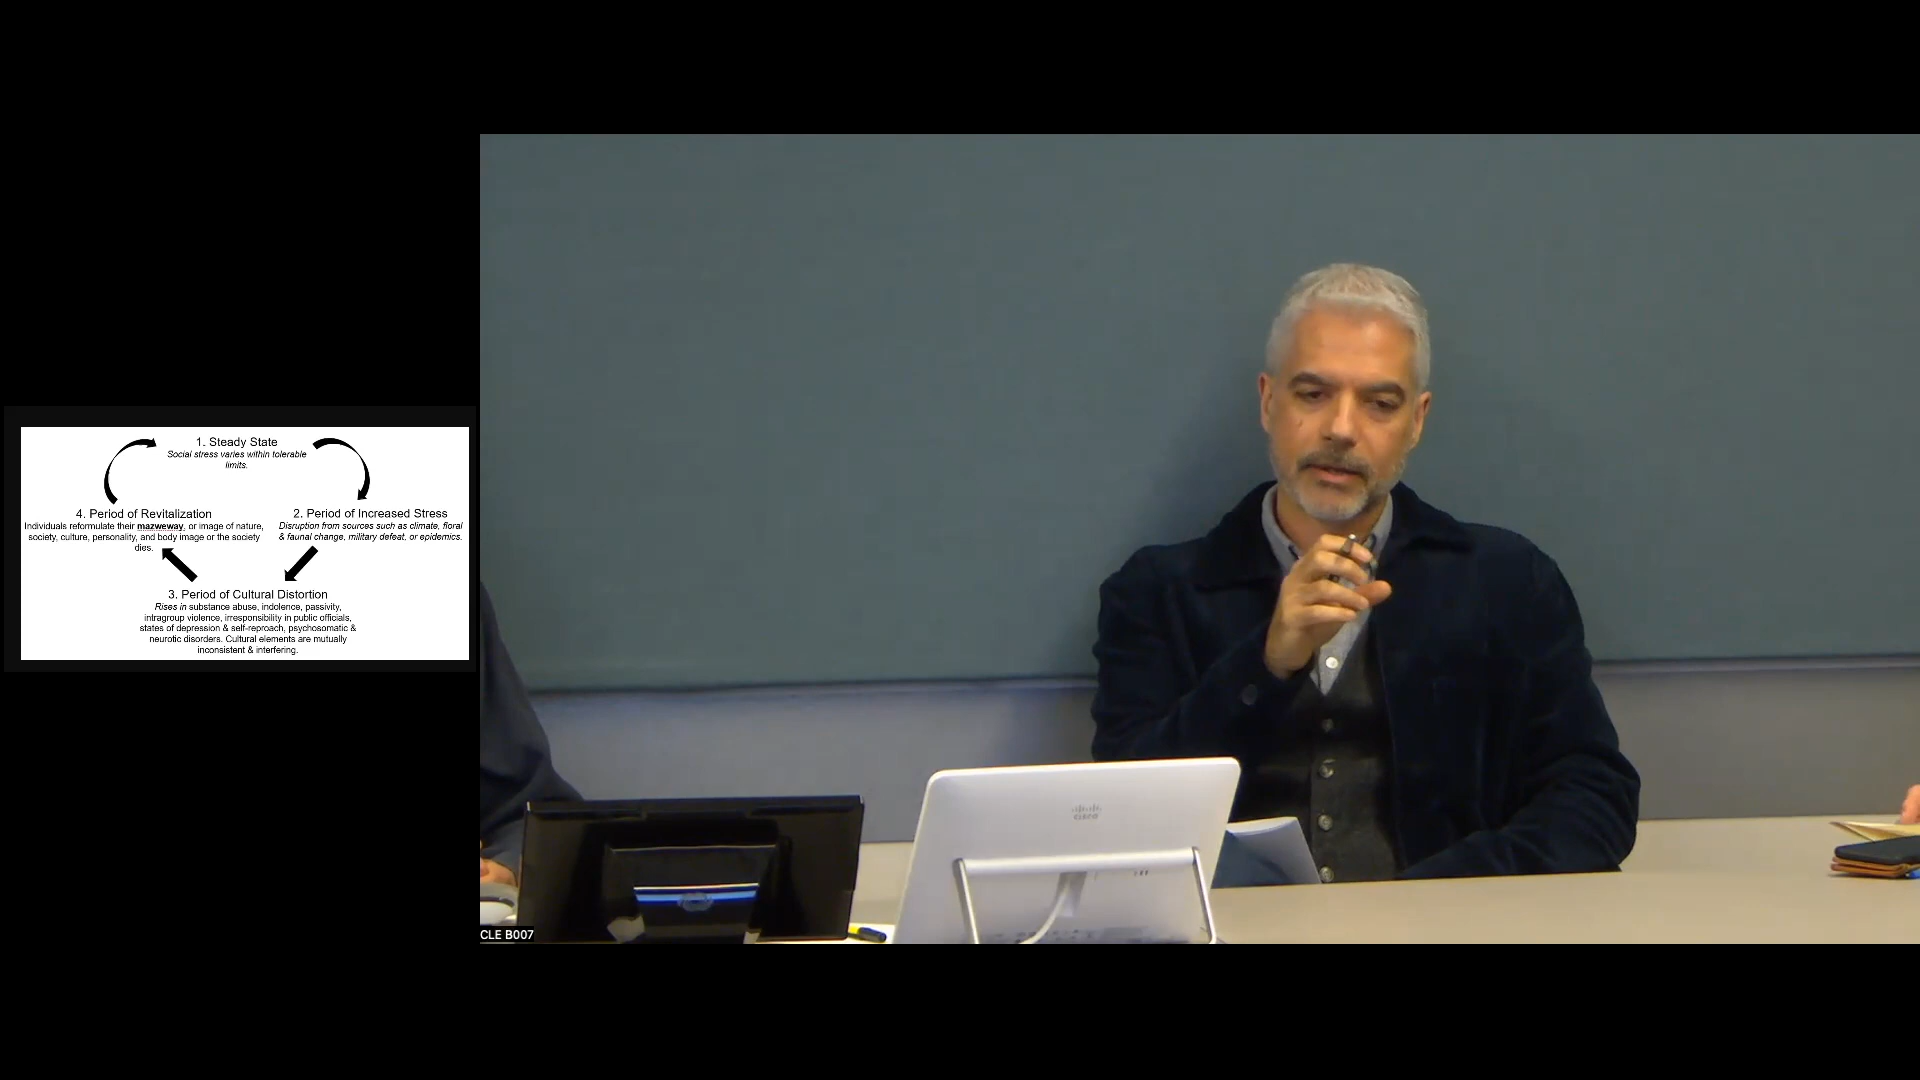 1. Steady State
Social stress varies within tolerable
limits.
2. Period of Increased Stress
Disruption from sources such as climate, floral
& faunal change, military defeat, or epidemics.
3. Period of Cultural Distortion
Rises in substance abuse, indolence, passivity,
intragroup violence, irresponsibility in public officials,
states of depression & self-reproach, psychosomatic &
neurotic disorders. Cultural elements are mutually
inconsistent & interfering.
4. Period of Revitalization
Individuals reformulate their mazweway, or image of nature,
society, culture, personality, and body image or the society
dies.
cisco
CLE B007